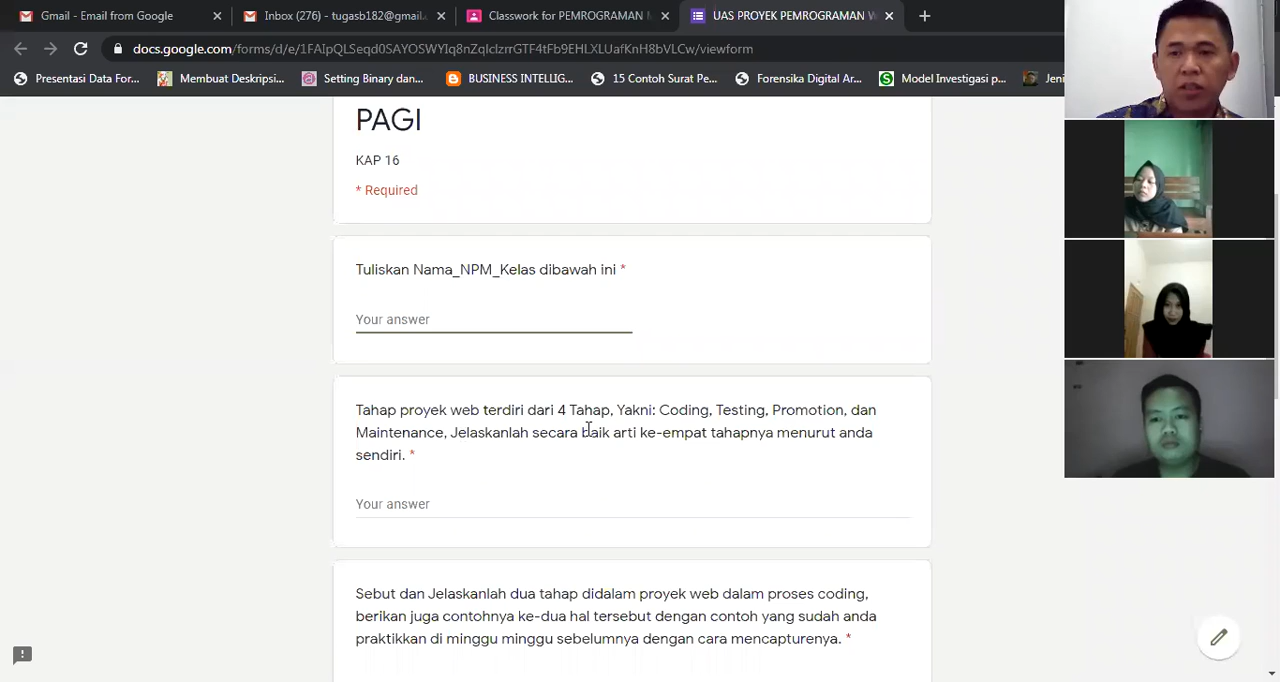 Gmail - Email from Google
Inbox (276) - tugasb182@gmail.
Classwork for PEMROGRAMAN
UAS PROYEK PEMROGRAMAN W
docs.google.com/forms/d/e/
/viewform
Presentasi Data For...
Membuat Deskripsi...
Setting Binary dan...
BUSINESS INTELLIG...
15 Contoh Surat Pe...
Forensika Digital Ar...
Model Investigasi p...
Jeni
PAGI
KAP 16
* Required
Tuliskan Nama_NPM_Kelas dibawah ini *
Your answer
Tahap proyek web terdiri dari 4 Tahap, Yakni: Coding, Testing, Promotion, dan
Maintenance, Jelaskanlah secara baik arti ke-empat tahapnya menurut anda
sendiri. *
Your answer
Sebut dan Jelaskanlah dua tahap didalam proyek web dalam proses coding,
berikan juga contohnya ke-dua hal tersebut dengan contoh yang sudah anda
praktikkan di minggu minggu sebelumnya dengan cara mencapturenya. *